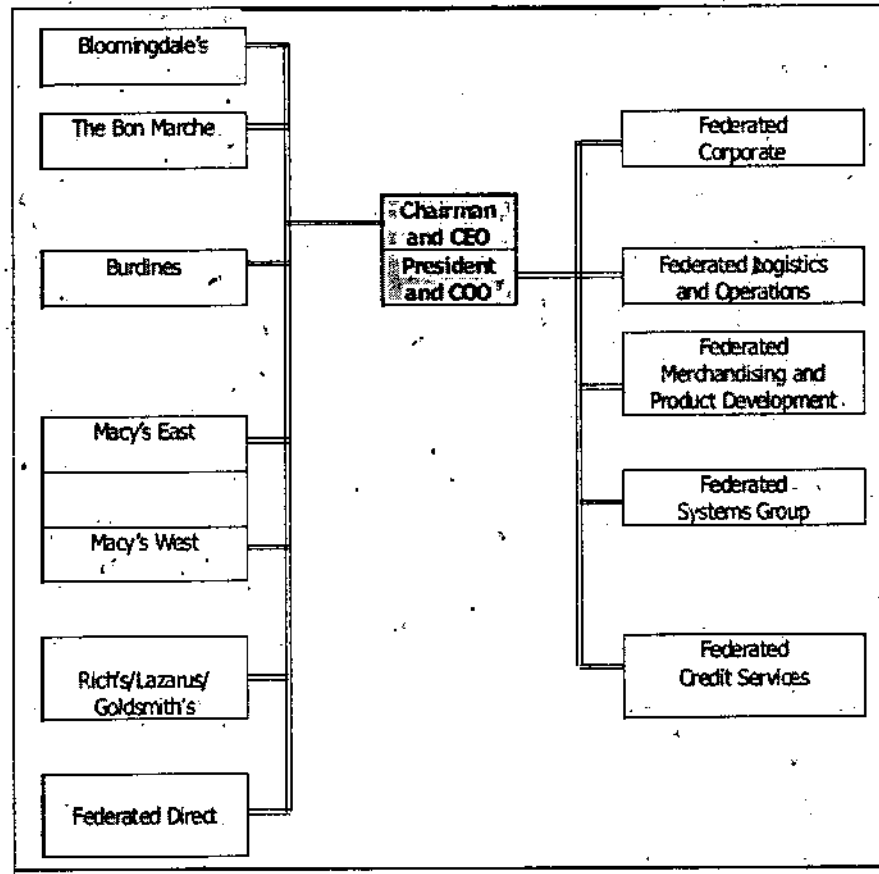 Bloomingdale's
The Bon Marche
Burdines
Macy's East
Macy's West
Rich's/Lazarus/
Goldsmith's
Federated Direct
Chairman
and CEO
President
and COO
Federated
Corporate
Federated Logistics
and Operations
Federated
Merchandising and
Product Development
Federated
Systems Group
Federated
Credit Services